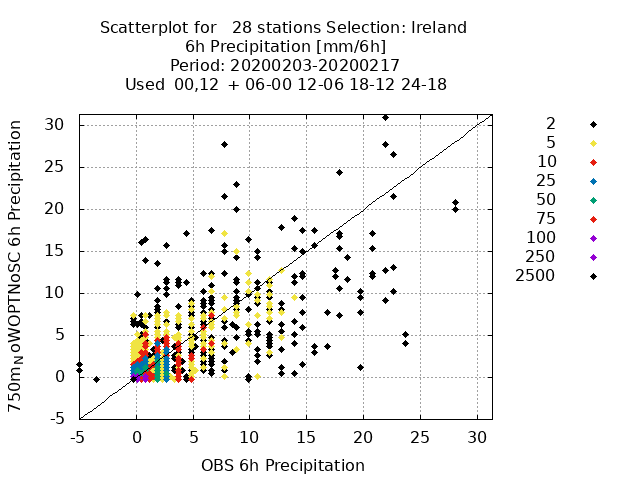 Scatterplot for   28 stations Selection: Ireland
6h Precipitation [mm/6h]
Period: 20200203-20200217
Used  00,12  + 06-00 12-06 18-12 24-18
750mNoWOPTNoSC 6h Precipitation
30
25
20
15
10
5
0
-5
-5 0 5 10 15 20 25 30
OBS 6h Precipitation
2
5
10
25
50
75
100
250
2500